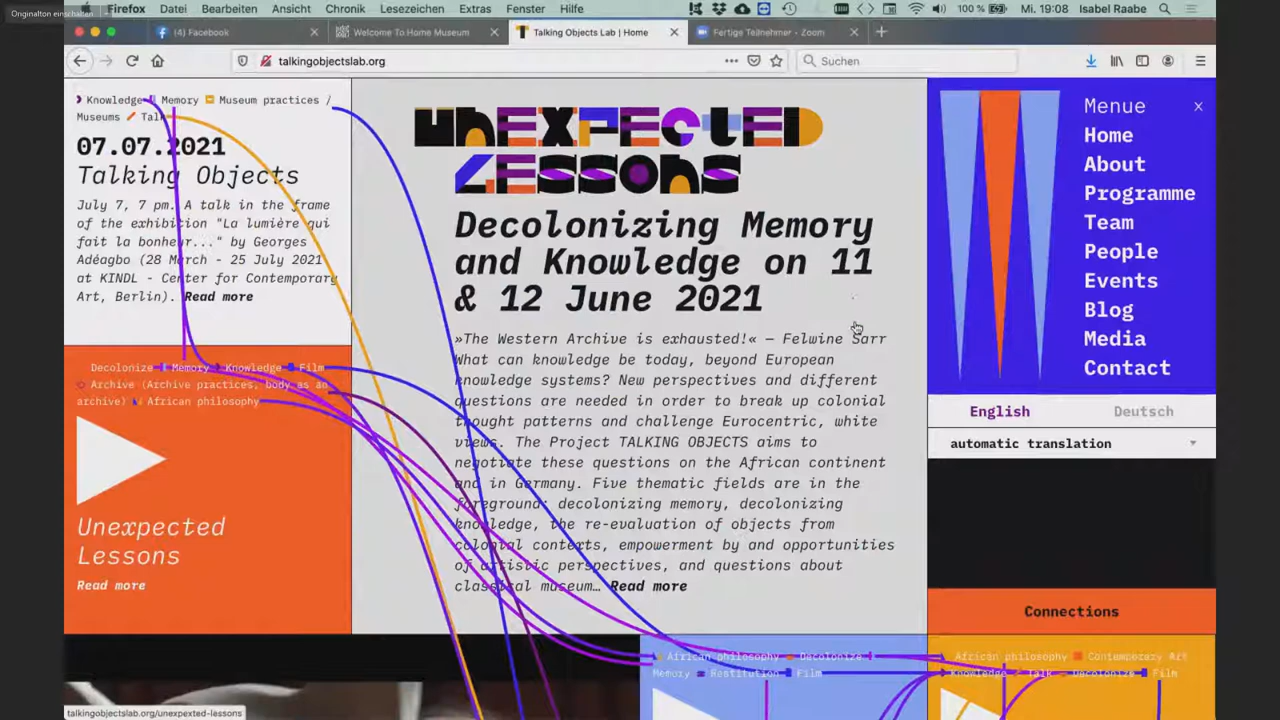 Originalton einschalten
Firefox Datei Bearbeiten Ansicht Chronik Lesezeichen Extras Fenster Hilfe
100 % Mi. 19:08 Isabel Raabe
(4) Facebook
Welcome To Home Museum
Talking Objects Lab | Home
Fertige Teilnehmer - Zoom
talkingobjectslab.org
Suchen
Knowledge Memory Museum practices /
Museums Talk
07.07.2021
Talking Objects
July 7, 7 pm. A talk in the frame
of the exhibition "La lumière qui
fait la bonheur..." by Georges
Adéagbo (28 March - 25 July 2021
at KINDL - Center for Contemporary
Art, Berlin). Read more
Decolonize Memory Knowledge Film
Archive (Archive practices, body as an
archive) African philosophy
Unexpected
Lessons
Read more
UNEXPECTED
LESSONS
Decolonizing Memory
and Knowledge on 11
& 12 June 2021
»The Western Archive is exhausted!« — Felwine Sarr
What can knowledge be today, beyond European
knowledge systems? New perspectives and different
questions are needed in order to break up colonial
thought patterns and challenge Eurocentric, white
views. The Project TALKING OBJECTS aims to
negotiate these questions on the African continent
and in Germany. Five thematic fields are in the
foreground: decolonizing memory, decolonizing
knowledge, the re-evaluation of objects from
colonial contexts, empowerment by and opportunities
of artistic perspectives, and questions about
classical museum… Read more
Menue
Home
About
Programme
Team
People
Events
Blog
Media
Contact
English Deutsch
automatic translation
Connections
African philosophy Decolonize
Memory Restitution Film
African philosophy Contemporary Art
Knowledge Talk Decolonize Film
talkingobjectslab.org/unexpexted-lessons